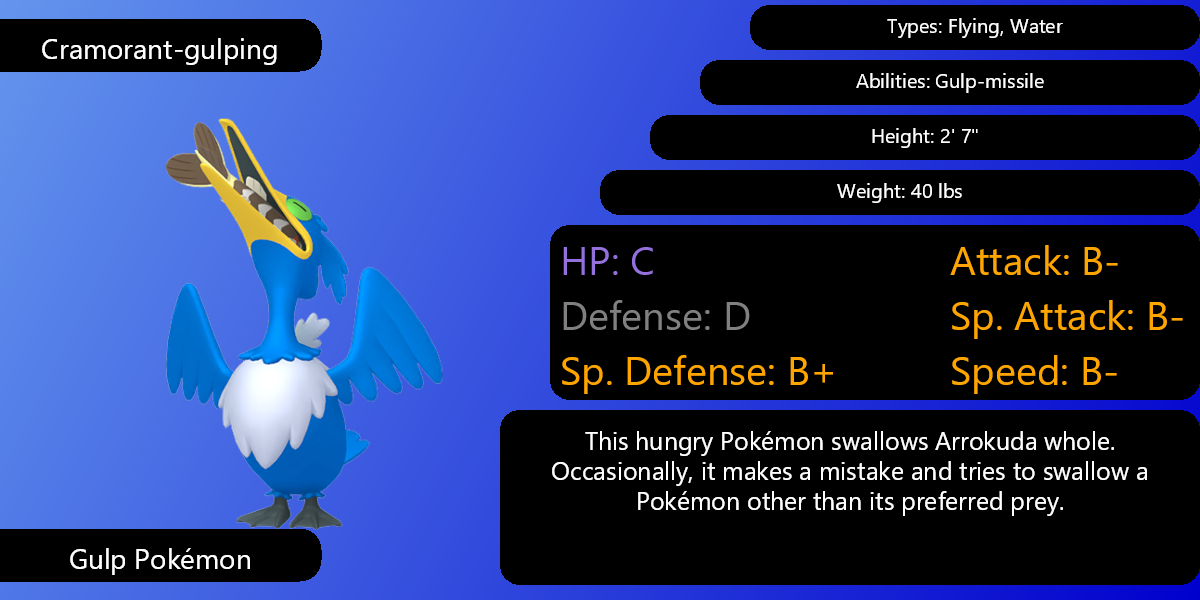 Cramorant-gulping
Types: Flying, Water
Abilities: Gulp-missile
Height: 2' 7"
Weight: 40 lbs
HP: C
Attack: B-
Defense: D
Sp. Attack: B-
Sp. Defense: B+
Speed: B-
This hungry Pokémon swallows Arrokuda whole.
Occasionally, it makes a mistake and tries to swallow a
Pokémon other than its preferred prey.
Gulp Pokémon